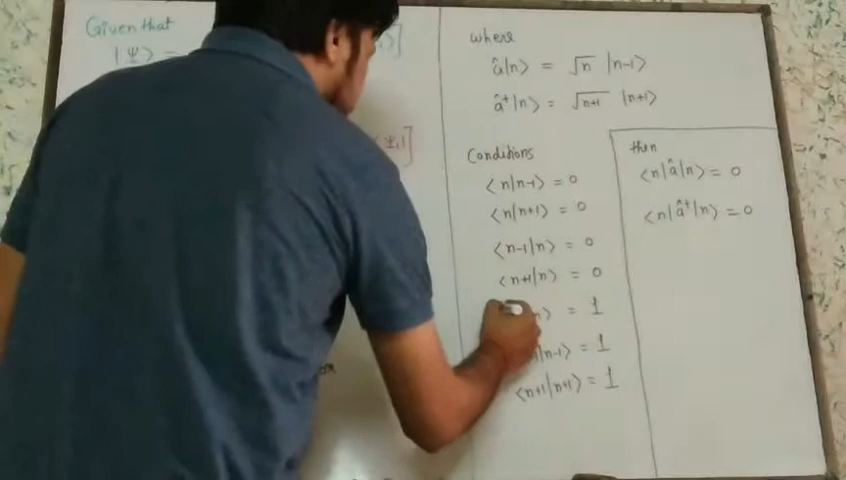 Given that
|Ψ⟩ =
Ψ₁|]
where
â|n⟩ = √n |n-1⟩
â⁺|n⟩ = √n+1 |n+1⟩
Conditions
⟨n|n-1⟩ = 0
⟨n|n+1⟩ = 0
⟨n-1|n⟩ = 0
⟨n+1|n⟩ = 0
n⟩ = 1
|n-1⟩ = 1
⟨n+1|n+1⟩ = 1
then
⟨n|â|n⟩ = 0
⟨n|â⁺|n⟩ = 0